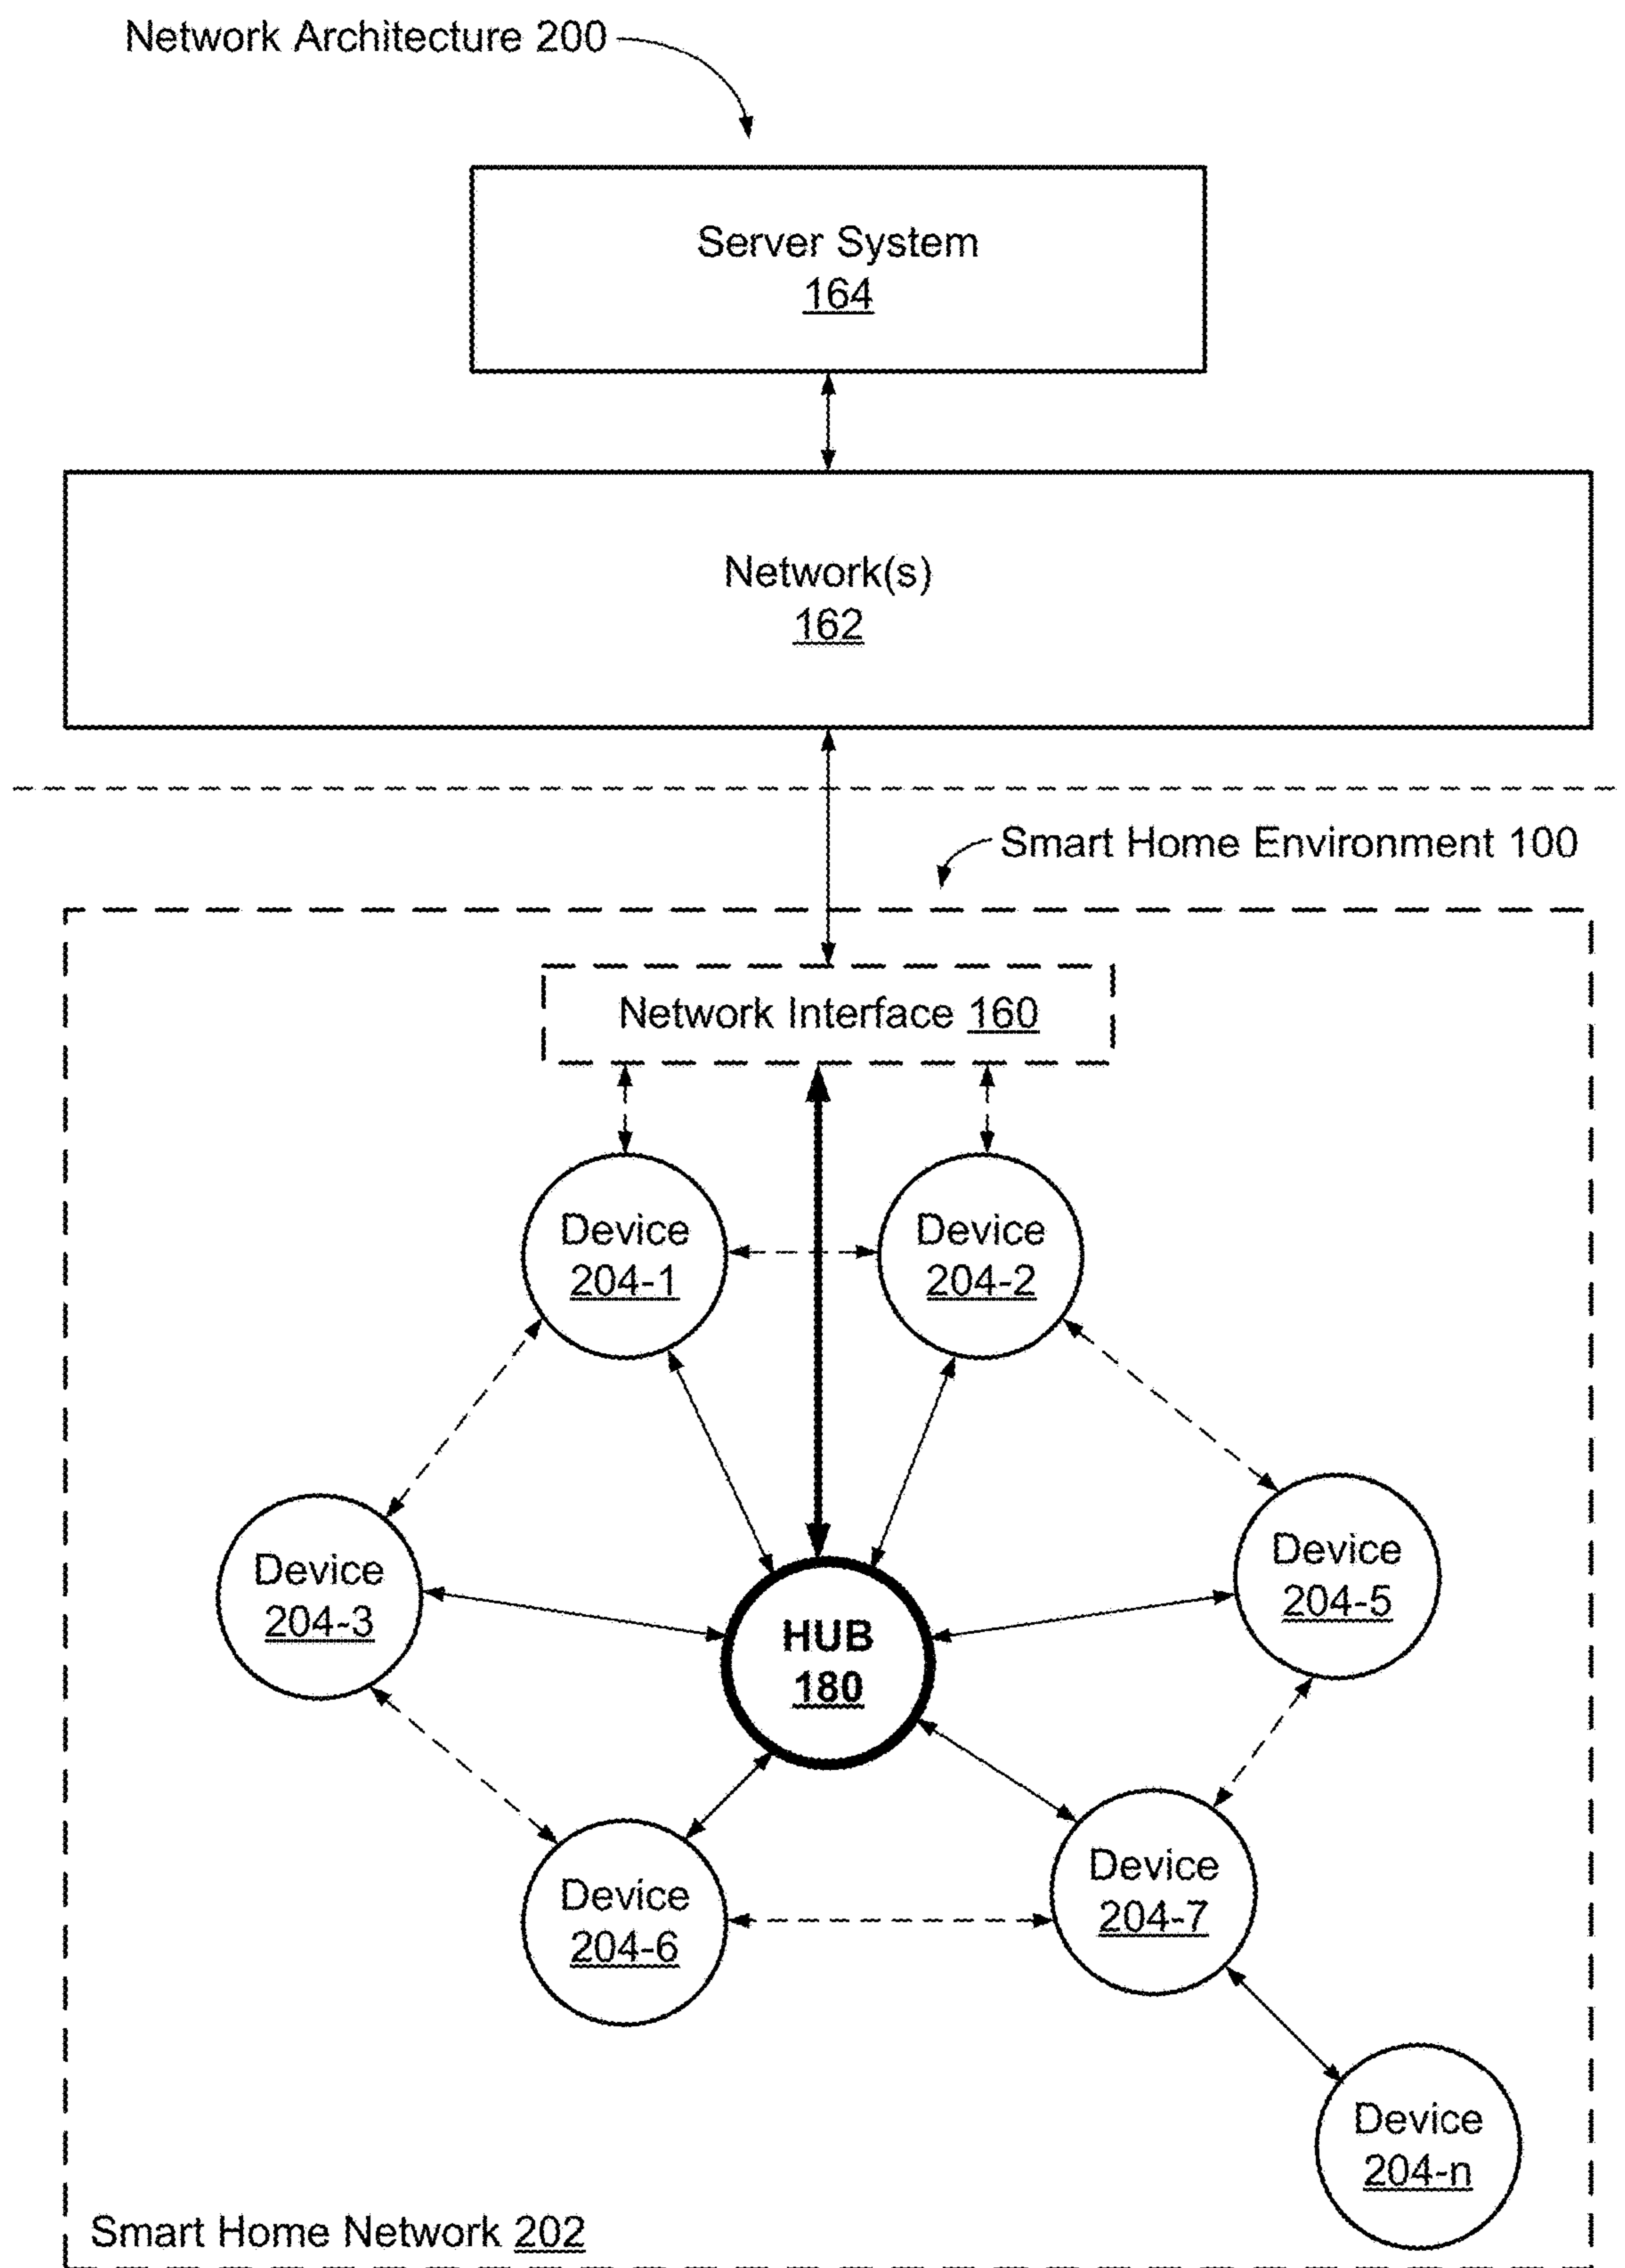 Network Architecture 200
Server System
164
Network(s)
162
Smart Home Environment 100
Network Interface 160
Device
204-1
Device
204-2
Device
204-3
Device
204-5
HUB
180
Device
204-6
Device
204-7
Device
204-n
Smart Home Network 202